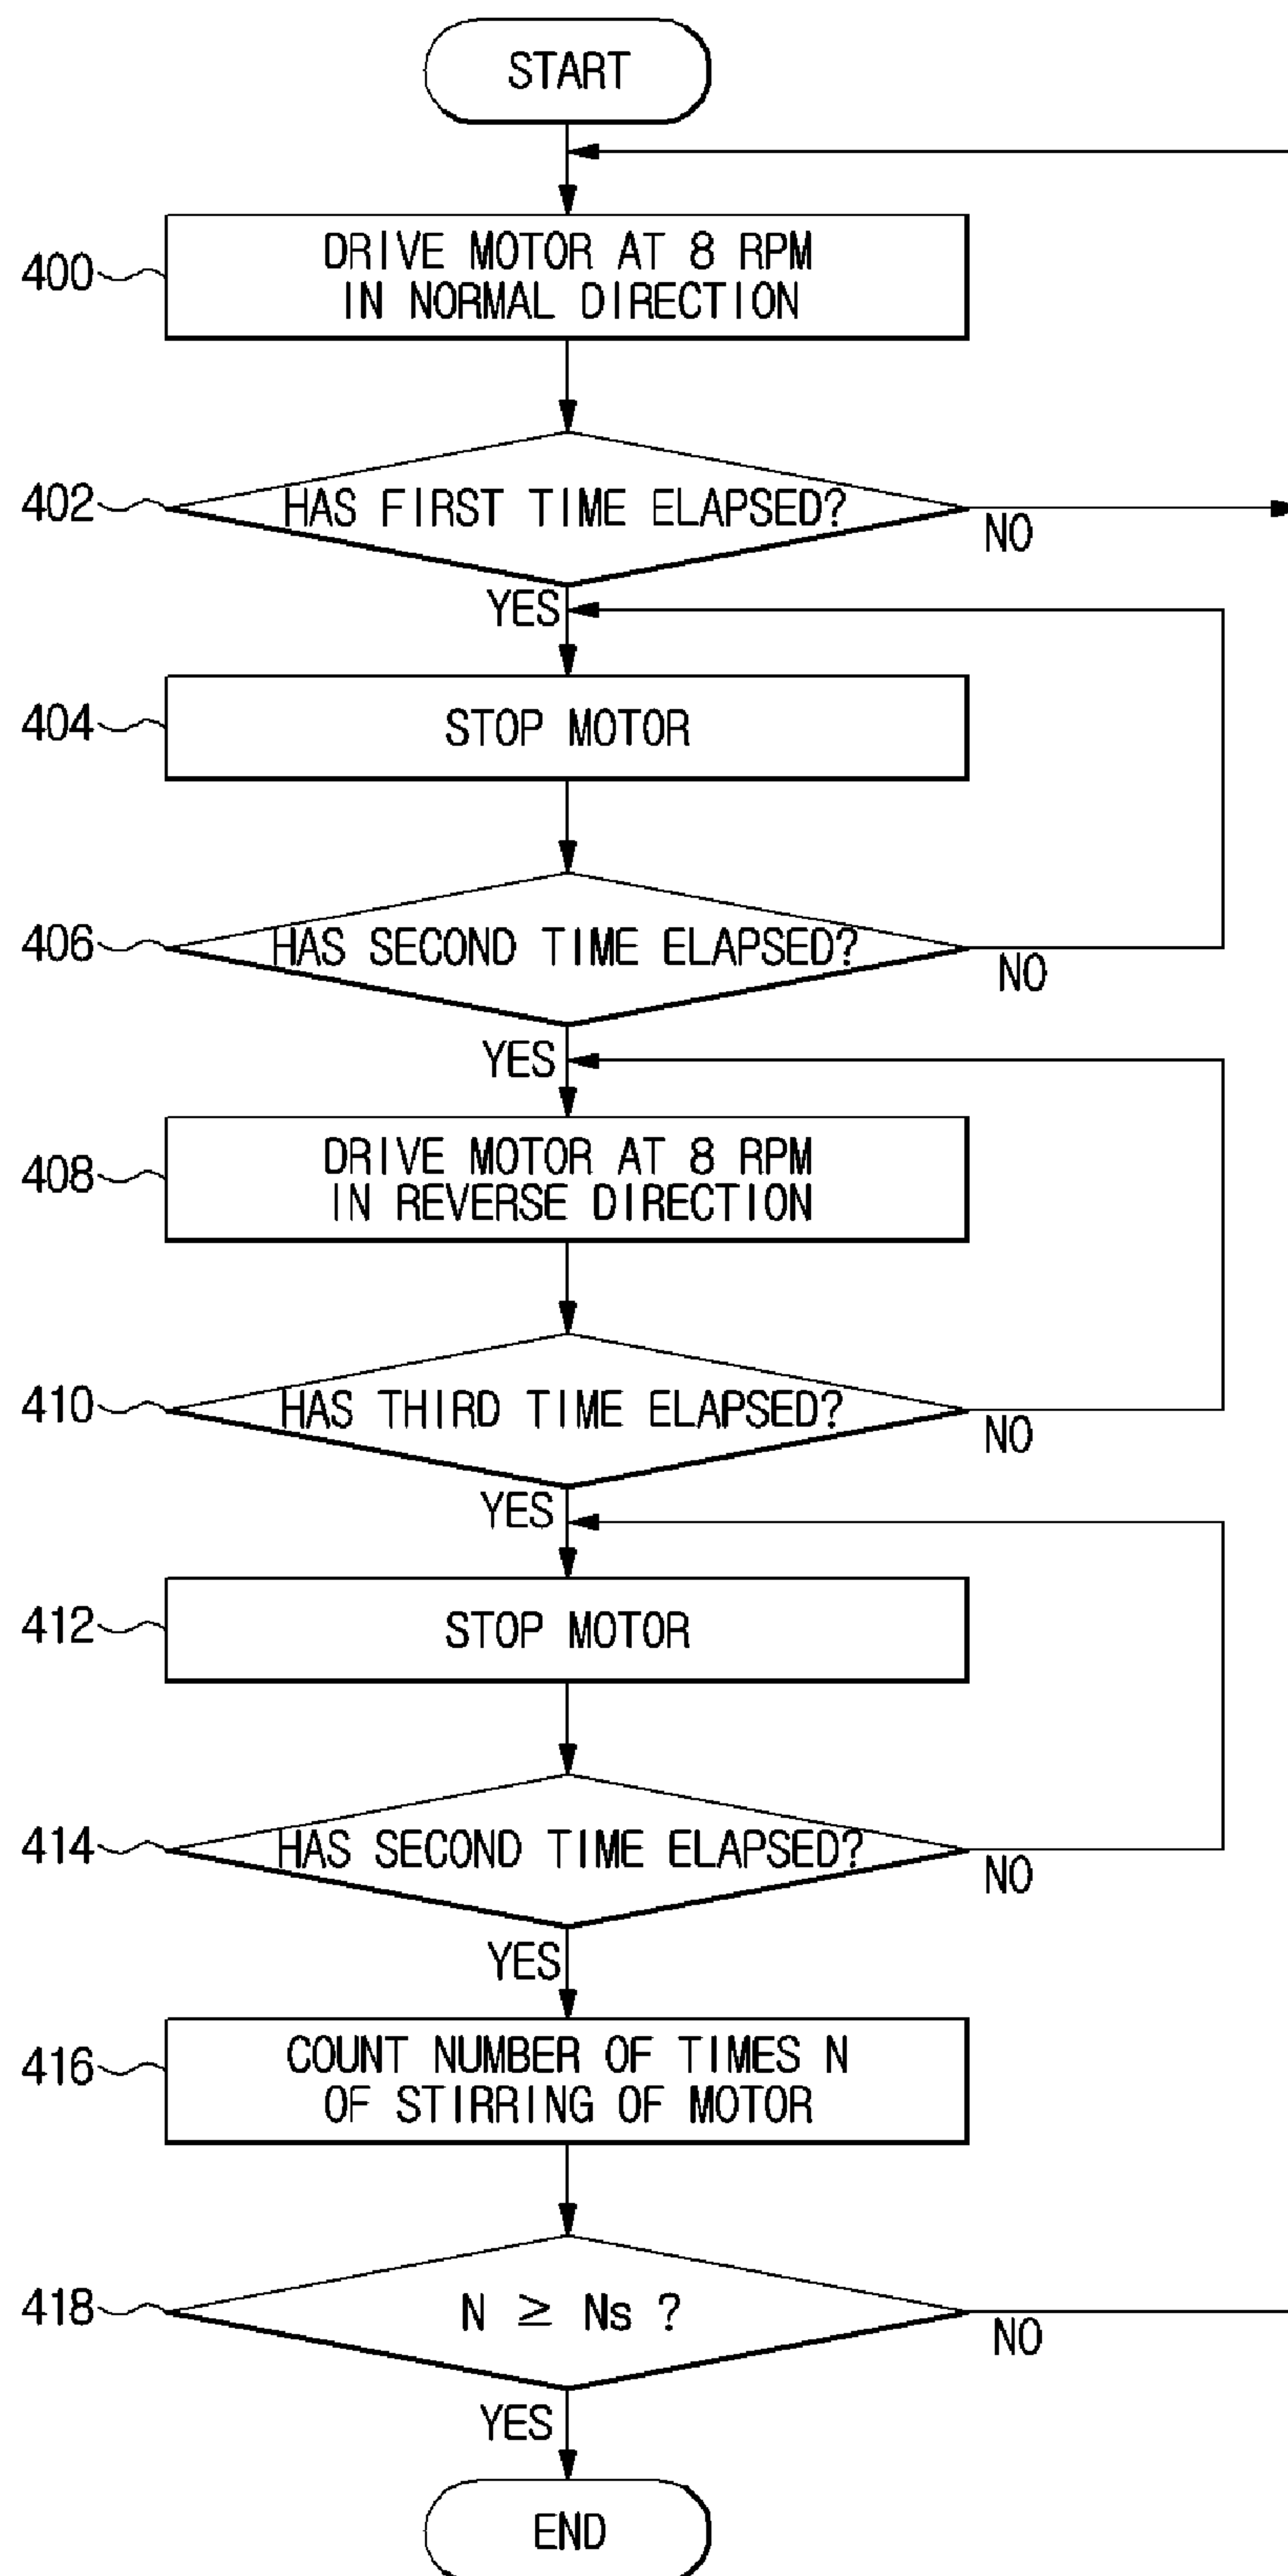 START
400
DRIVE MOTOR AT 8 RPM
IN NORMAL DIRECTION
402
HAS FIRST TIME ELAPSED?
NO
YES
404
STOP MOTOR
406
HAS SECOND TIME ELAPSED?
NO
YES
408
DRIVE MOTOR AT 8 RPM
IN REVERSE DIRECTION
410
HAS THIRD TIME ELAPSED?
NO
YES
412
STOP MOTOR
414
HAS SECOND TIME ELAPSED?
NO
YES
416
COUNT NUMBER OF TIMES N
OF STIRRING OF MOTOR
418
N ≥ Ns ?
NO
YES
END